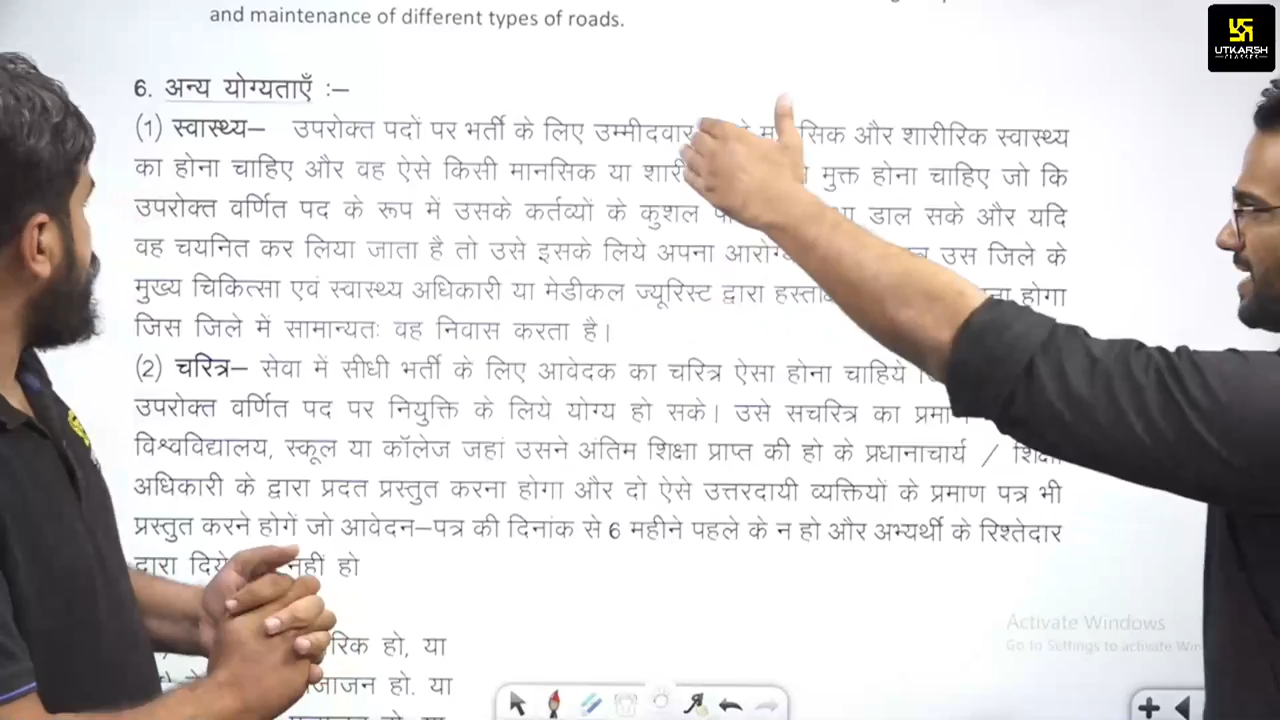 and maintenance of different types of roads.
UTKARSH
CLASSES
6. अन्य योग्यताएँ :–
(1) स्वास्थ्य– उपरोक्त पदों पर भर्ती के लिए उम्मीदवार और शारीरिक स्वास्थ्य
का होना चाहिए और वह ऐसे किसी मानसिक या मुक्त होना चाहिए जो कि
उपरोक्त वर्णित पद के रूप में उसके कर्तव्यों के कुशल डाल सके और यदि
वह चयनित कर लिया जाता है तो उसे इसके लिये अपना उस जिले के
मुख्य चिकित्सा एवं स्वास्थ्य अधिकारी या मेडीकल ज्यूरिस्ट द्वारा होगा
जिस जिले में सामान्यतः वह निवास करता है।
(2) चरित्र– सेवा में सीधी भर्ती के लिए आवेदक का चरित्र ऐसा होना चाहिये
उपरोक्त वर्णित पद पर नियुक्ति के लिये योग्य हो सके। उसे सचरित्र का
विश्वविद्यालय, स्कूल या कॉलेज जहां उसने अंतिम शिक्षा प्राप्त की हो के प्रधानाचार्य / शिक्षा
अधिकारी के द्वारा प्रदत प्रस्तुत करना होगा और दो ऐसे उत्तरदायी व्यक्तियों के प्रमाण पत्र भी
प्रस्तुत करने होगें जो आवेदन–पत्र की दिनांक से 6 महीने पहले के न हो और अभ्यर्थी के रिश्तेदार
द्वारा दिये नहीं हो
हो, या
हो. या
Activate Windows
Go to Settings to activate